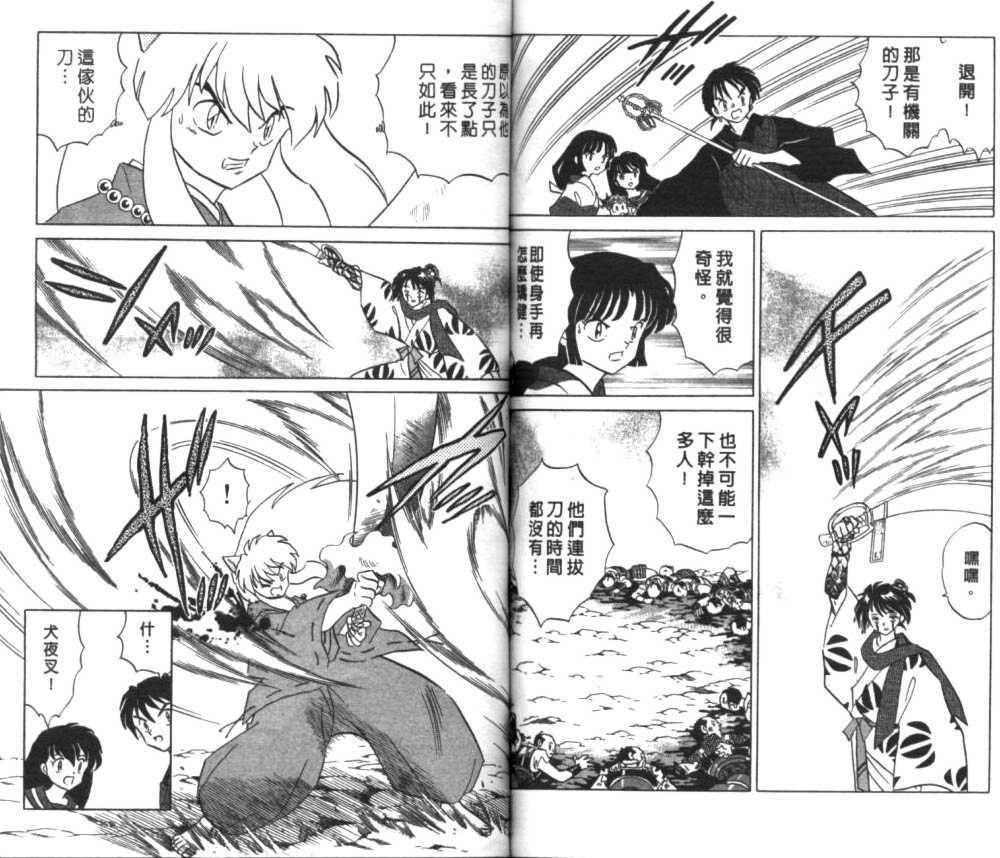 退開！
那是有機關
的刀子！
嘿嘿。
我就覺得很
奇怪。
即使身手再
怎麼矯健…
也不可能一
下幹掉這麼
多人！
他們連拔
刀的時間
都沒有…
原以為他
的刀子只
是長了點
，看來不
只如此！
這傢伙的
刀…
！
什…
犬夜叉！